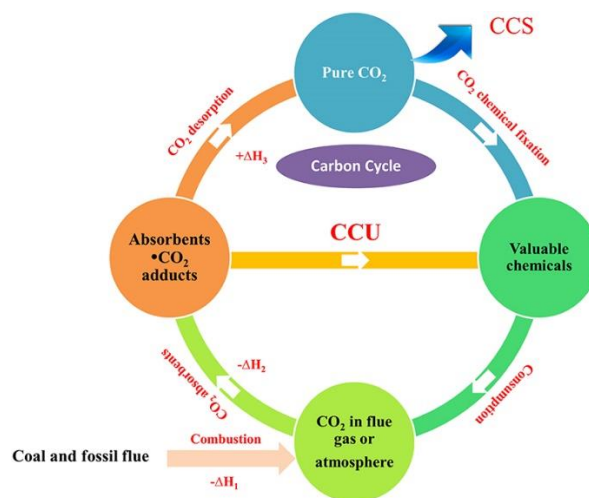 CCS
Pure CO₂
CO₂ desorption
CO₂ chemical fixation
+ΔH₃
Carbon Cycle
Absorbents
•CO₂
adducts
CCU
Valuable
chemicals
CO₂ absorbents
-ΔH₂
Consumption
CO₂ in flue
gas or
atmosphere
Coal and fossil flue
Combustion
-ΔH₁